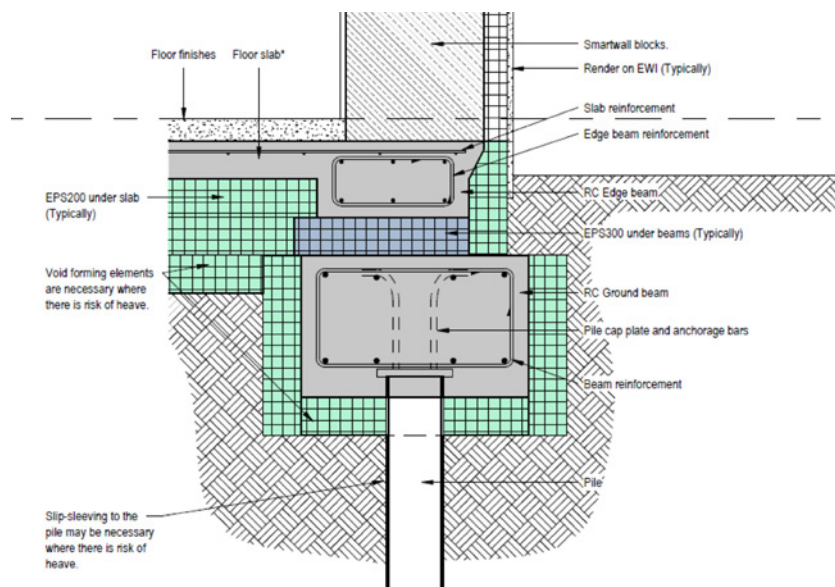 Floor finishes
Floor slab*
Smartwall blocks.
Render on EWI (Typically)
Slab reinforcement
Edge beam reinforcement
EPS200 under slab
(Typically)
RC Edge beam
EPS300 under beams (Typically)
Void forming elements
are necessary where
there is risk of heave.
RC Ground beam
Pile cap plate and anchorage bars
Beam reinforcement
Pile
Slip-sleeving to the
pile may be necessary
where there is risk of
heave.